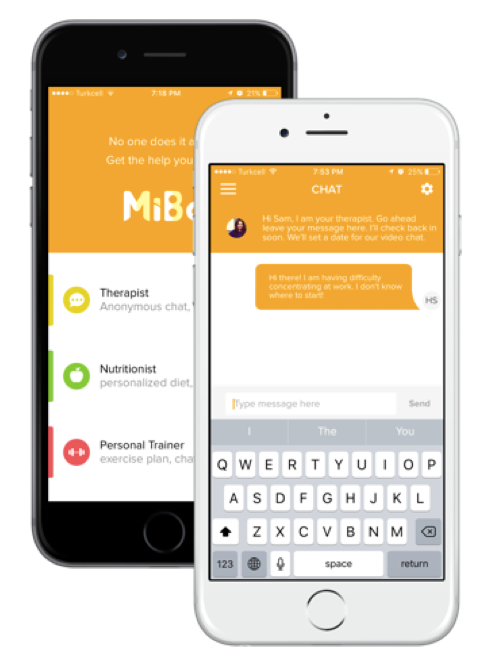 Turkcell
7:18 PM
21%
No one does it a
Get the help you
MiBo
Therapist
Anonymous chat,
Nutritionist
personalized diet,
Personal Trainer
exercise plan, cha
Turkcell
7:53 PM
25%
CHAT
Hi Sam, I am your therapist. Go ahead
leave your message here. I'll check back in
soon. We'll set a date for our video chat.
Hi there! I am having difficulty
concentrating at work. I don't know
where to start!
HS
Type message here
Send
I
The
You
Q W E R T Y U I O P
A S D F G H J K L
Z X C V B N M
123
space
return